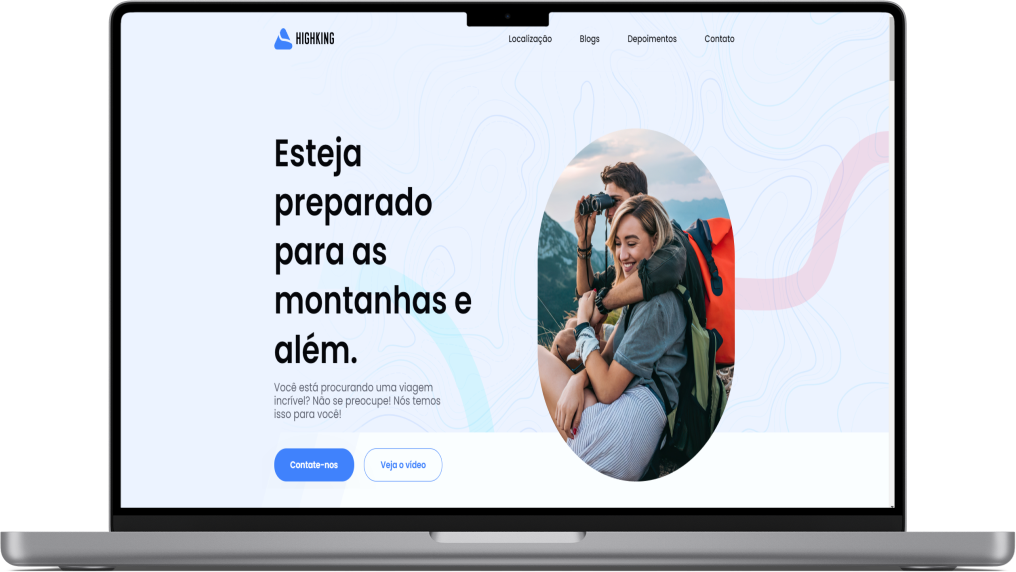 HIGHKING
Localização
Blogs
Depoimentos
Contato
Esteja
preparado
para as
montanhas e
além.
Você está procurando uma viagem
incrível? Não se preocupe! Nós temos
isso para você!
Contate-nos
Veja o vídeo